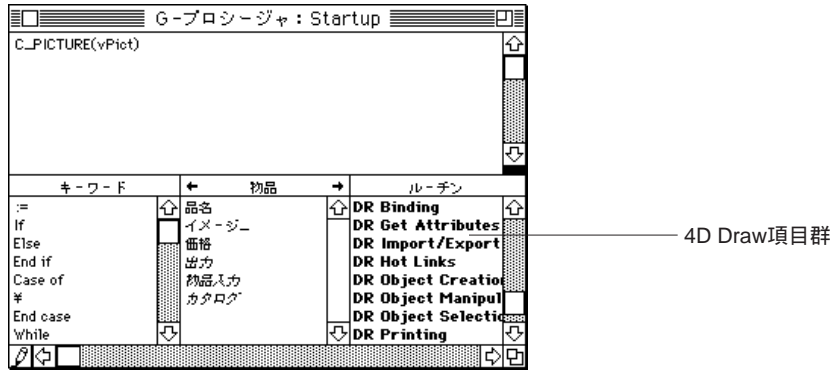 G-プロシージャ：Startup
C_PICTURE(vPict)
キーワード
← 物品 →
ルーチン
:=
If
Else
End if
Case of
¥
End case
While
品名
イメージ_
価格
出力
物品入力
カタログ
DR Binding
DR Get Attributes
DR Import/Export
DR Hot Links
DR Object Creation
DR Object Manipul
DR Object Selectio
DR Printing
4D Draw項目群